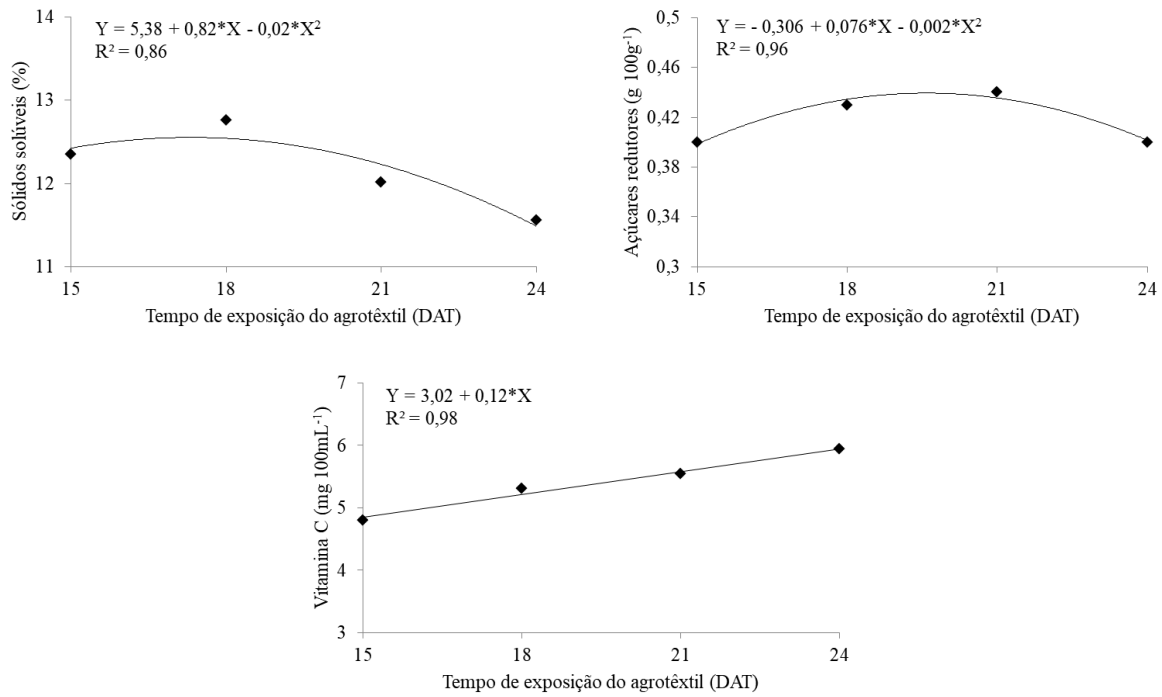 Y = 5,38 + 0,82*X - 0,02*X²
R² = 0,86
Sólidos solúveis (%)
14
13
12
11
15 18 21 24
Tempo de exposição do agrotêxtil (DAT)
Y = - 0,306 + 0,076*X - 0,002*X²
R² = 0,96
Açúcares redutores (g 100g⁻¹)
0,5
0,46
0,42
0,38
0,34
0,3
15 18 21 24
Tempo de exposição do agrotêxtil (DAT)
Y = 3,02 + 0,12*X
R² = 0,98
Vitamina C (mg 100mL⁻¹)
7
6
5
4
3
15 18 21 24
Tempo de exposição do agrotêxtil (DAT)